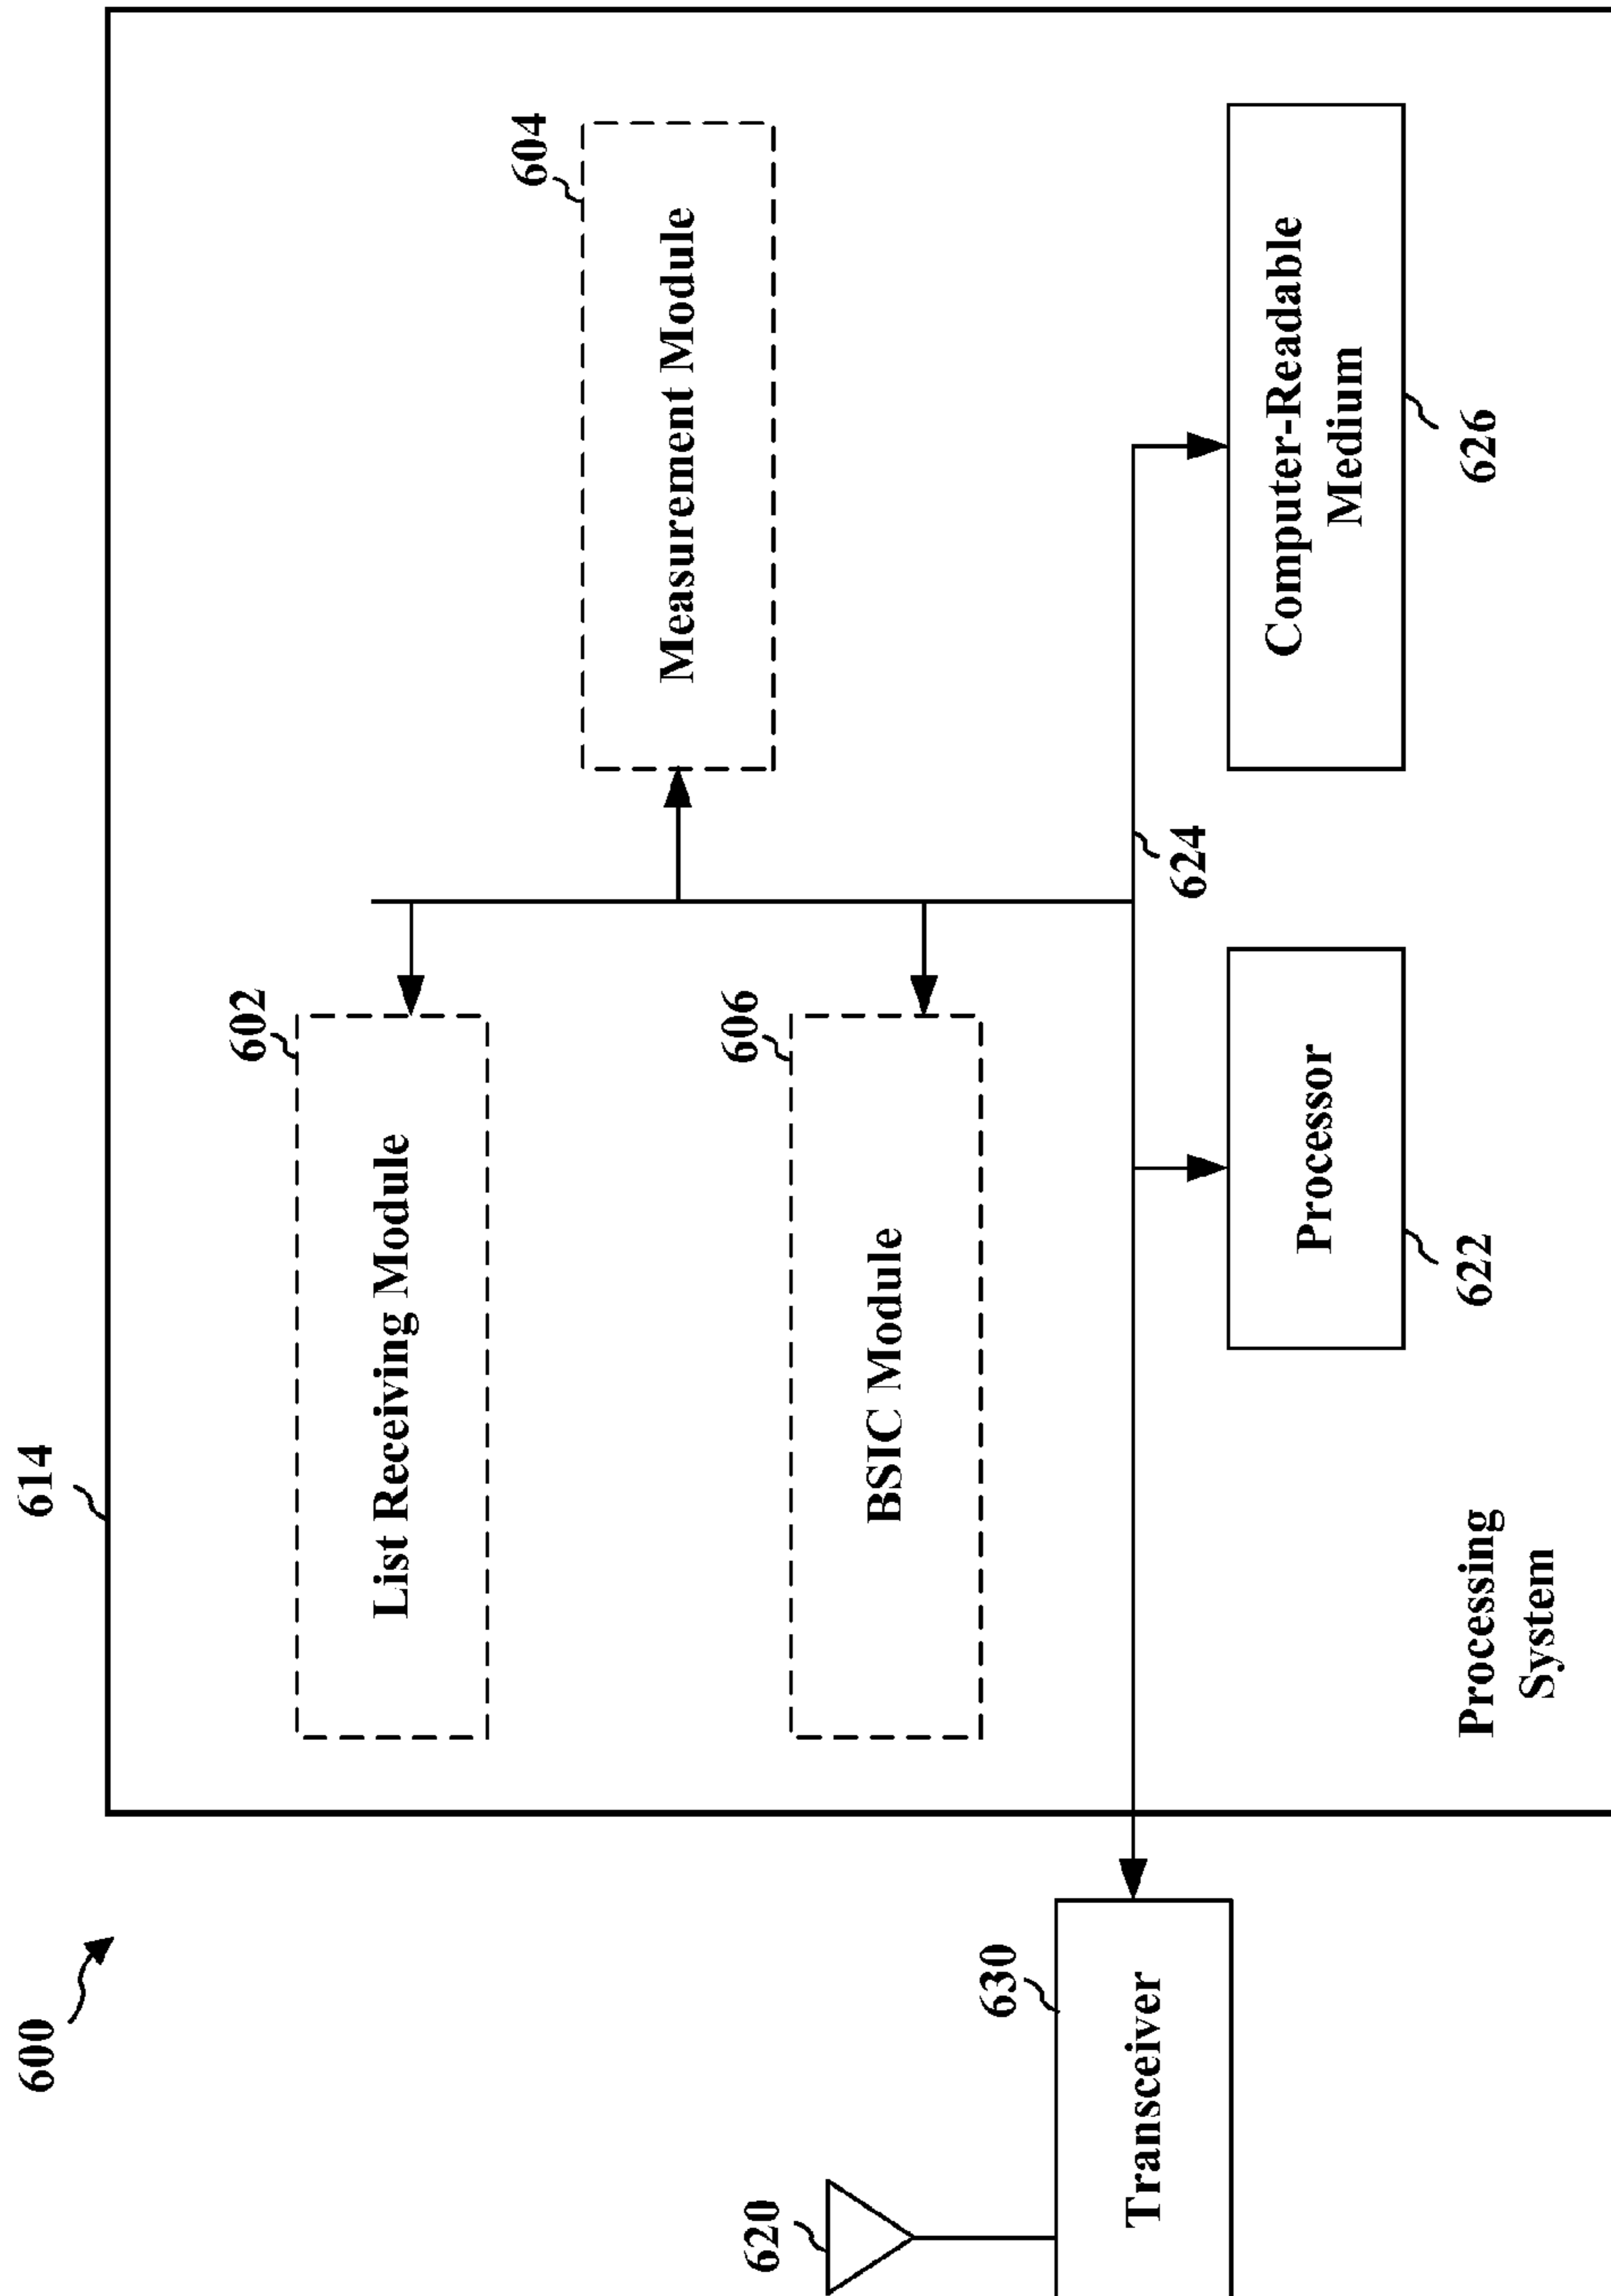 600
614
602
List Receiving Module
604
Measurement Module
606
BSIC Module
620
630
Transceiver
624
Processor
622
Computer-Readable
Medium
626
Processing
System